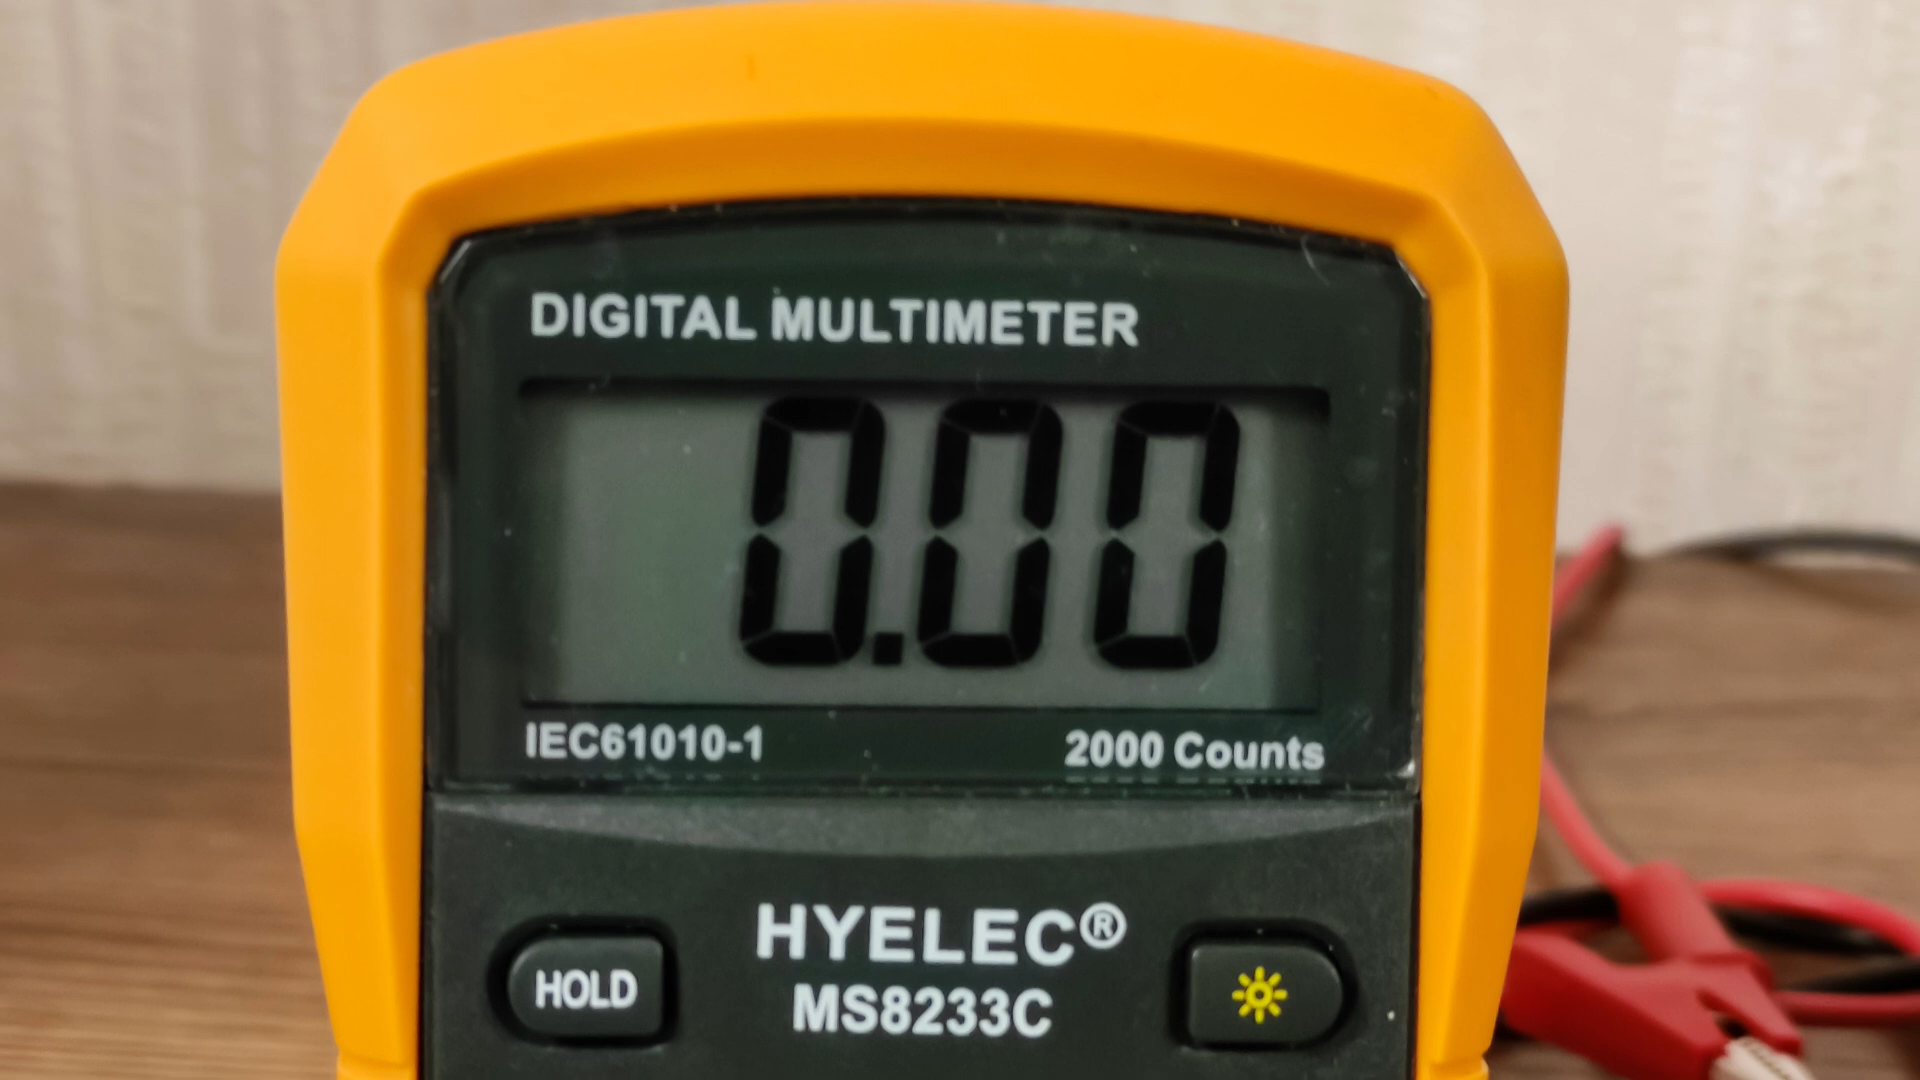 DIGITAL MULTIMETER
0.00
IEC61010-1 2000 Counts
HYELEC®
HOLD
MS8233C